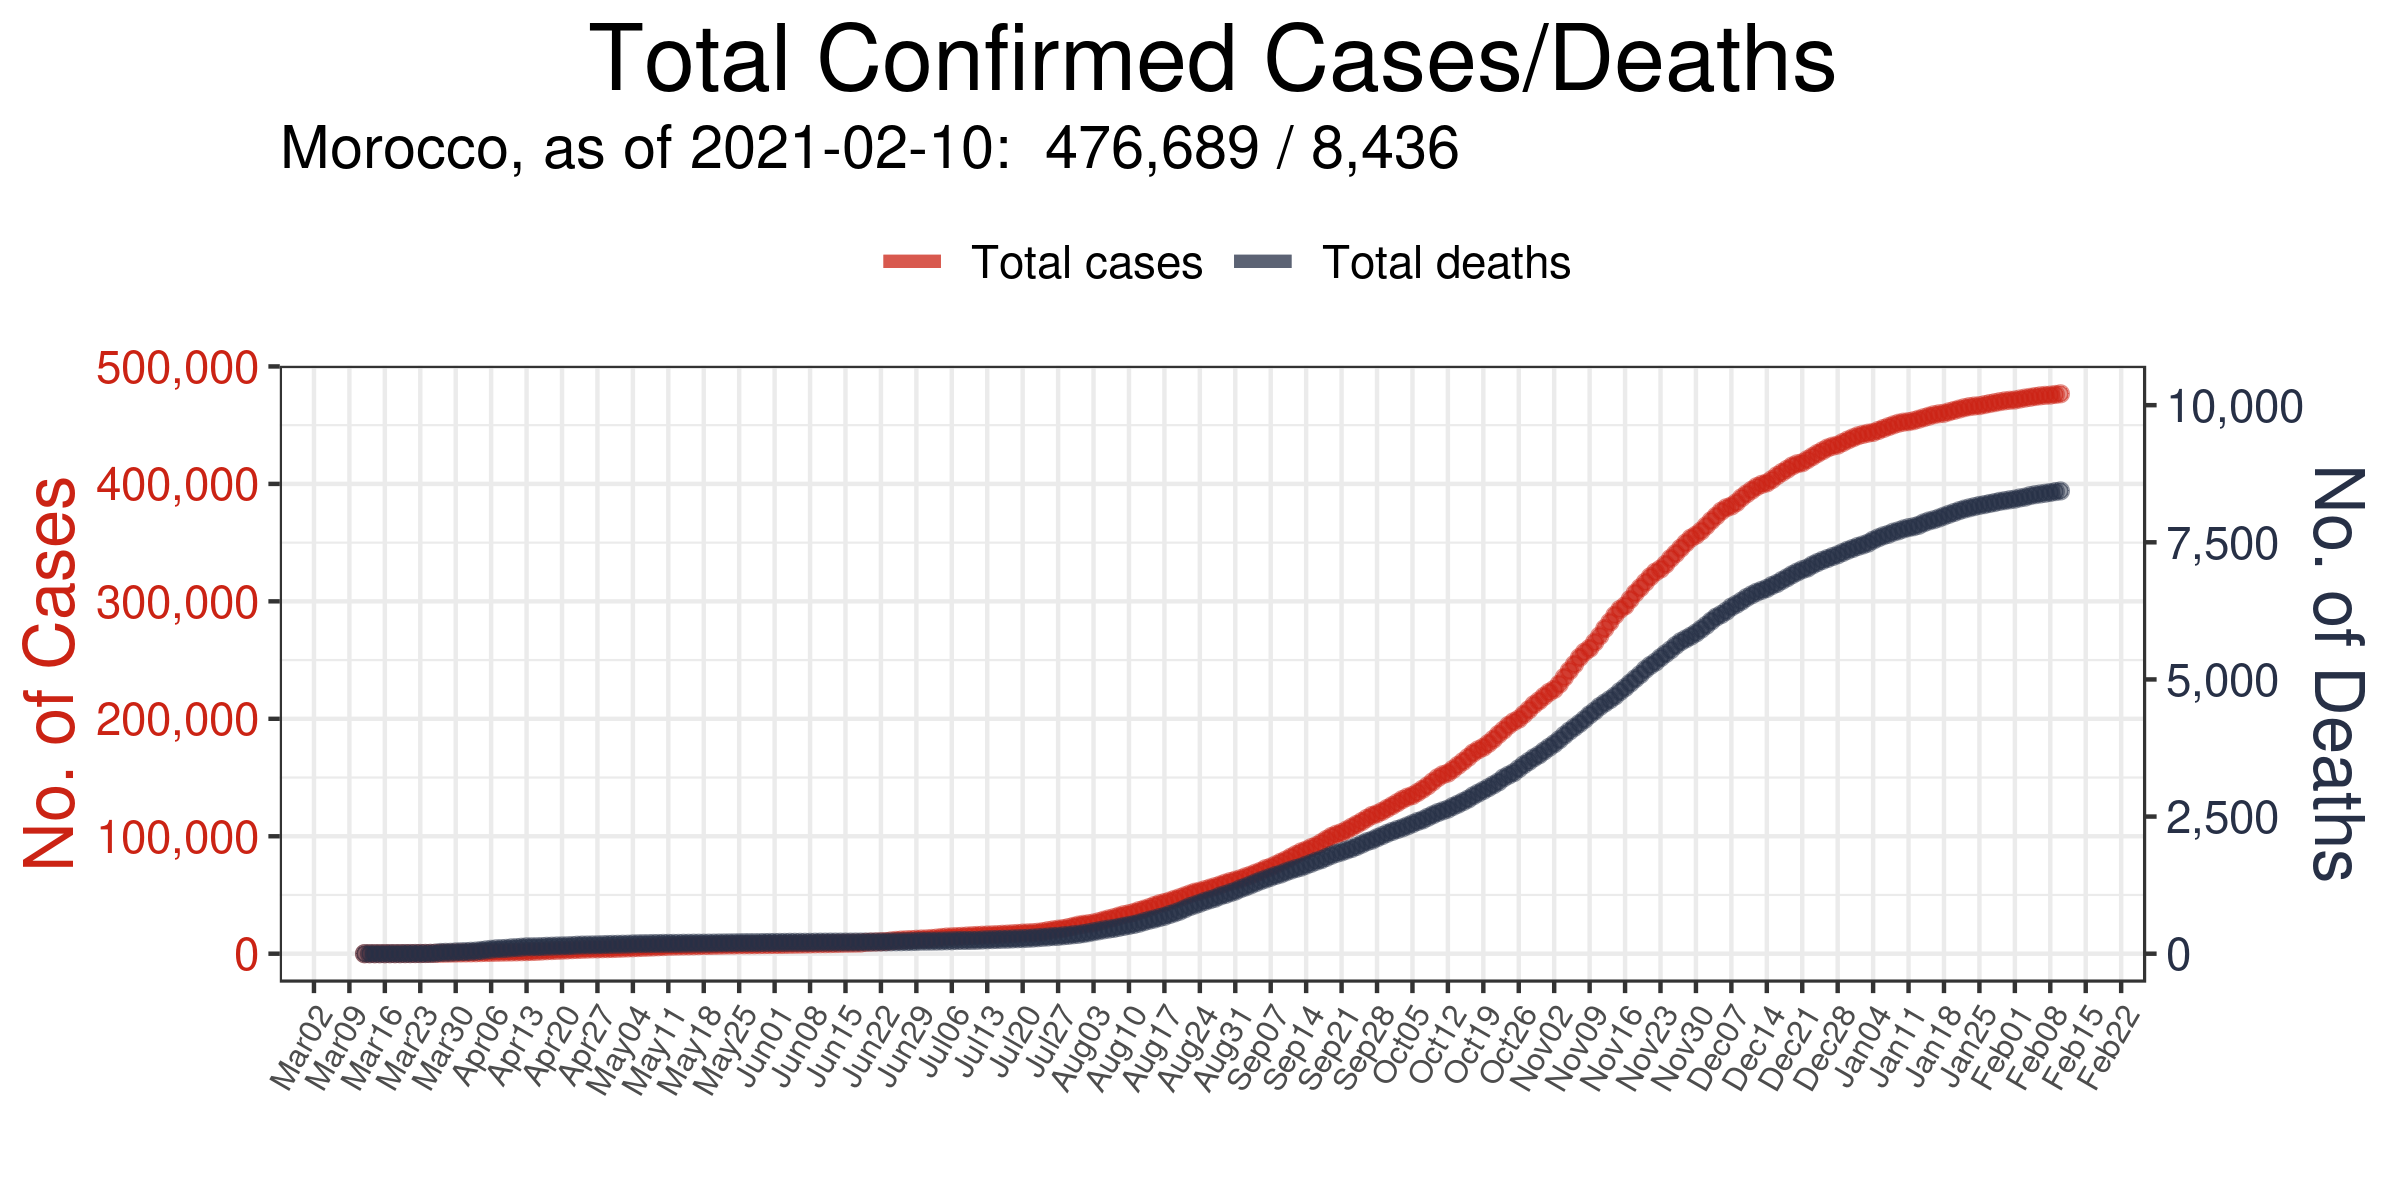 Total Confirmed Cases/Deaths
Morocco, as of 2021-02-10:  476,689 / 8,436
Total cases
Total deaths
No. of Cases
500,000
400,000
300,000
200,000
100,000
0
10,000
7,500
5,000
2,500
0
No. of Deaths
Mar02
Mar09
Mar16
Mar23
Mar30
Apr06
Apr13
Apr20
Apr27
May04
May11
May18
May25
Jun01
Jun08
Jun15
Jun22
Jun29
Jul06
Jul13
Jul20
Jul27
Aug03
Aug10
Aug17
Aug24
Aug31
Sep07
Sep14
Sep21
Sep28
Oct05
Oct12
Oct19
Oct26
Nov02
Nov09
Nov16
Nov23
Nov30
Dec07
Dec14
Dec21
Dec28
Jan04
Jan11
Jan18
Jan25
Feb01
Feb08
Feb15
Feb22